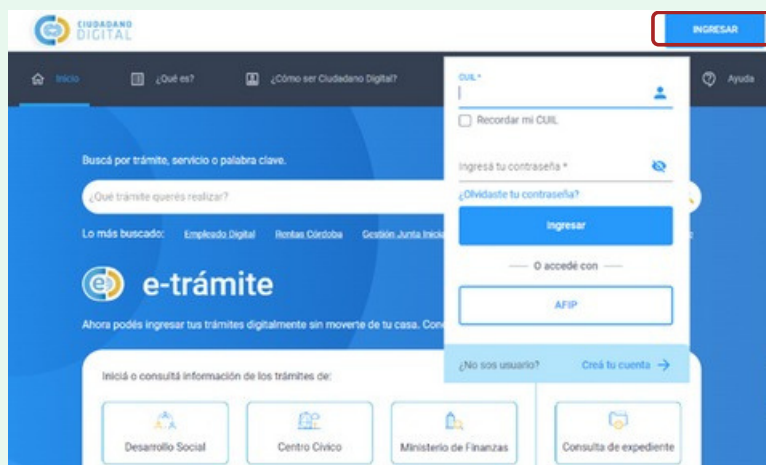 CIUDADANO
DIGITAL
INGRESAR
Inicio
¿Qué es?
¿Cómo ser Ciudadano Digital?
Ayuda
CUIL *
Recordar mi CUIL
Ingresá tu contraseña *
¿Olvidaste tu contraseña?
Ingresar
O accedé con
AFIP
¿No sos usuario?
Creá tu cuenta
Buscá por trámite, servicio o palabra clave.
¿Qué trámite querés realizar?
Lo más buscado: Empleado Digital Rentas Córdoba Gestión Junta
e-trámite
Ahora podés ingresar tus trámites digitalmente sin moverte de tu casa.
Iniciá o consultá información de los trámites de:
Desarrollo Social
Centro Cívico
Ministerio de Finanzas
Consulta de expediente